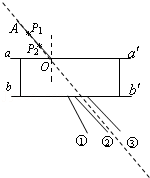 A P₁
P₂
a O a′
b b′
① ② ③